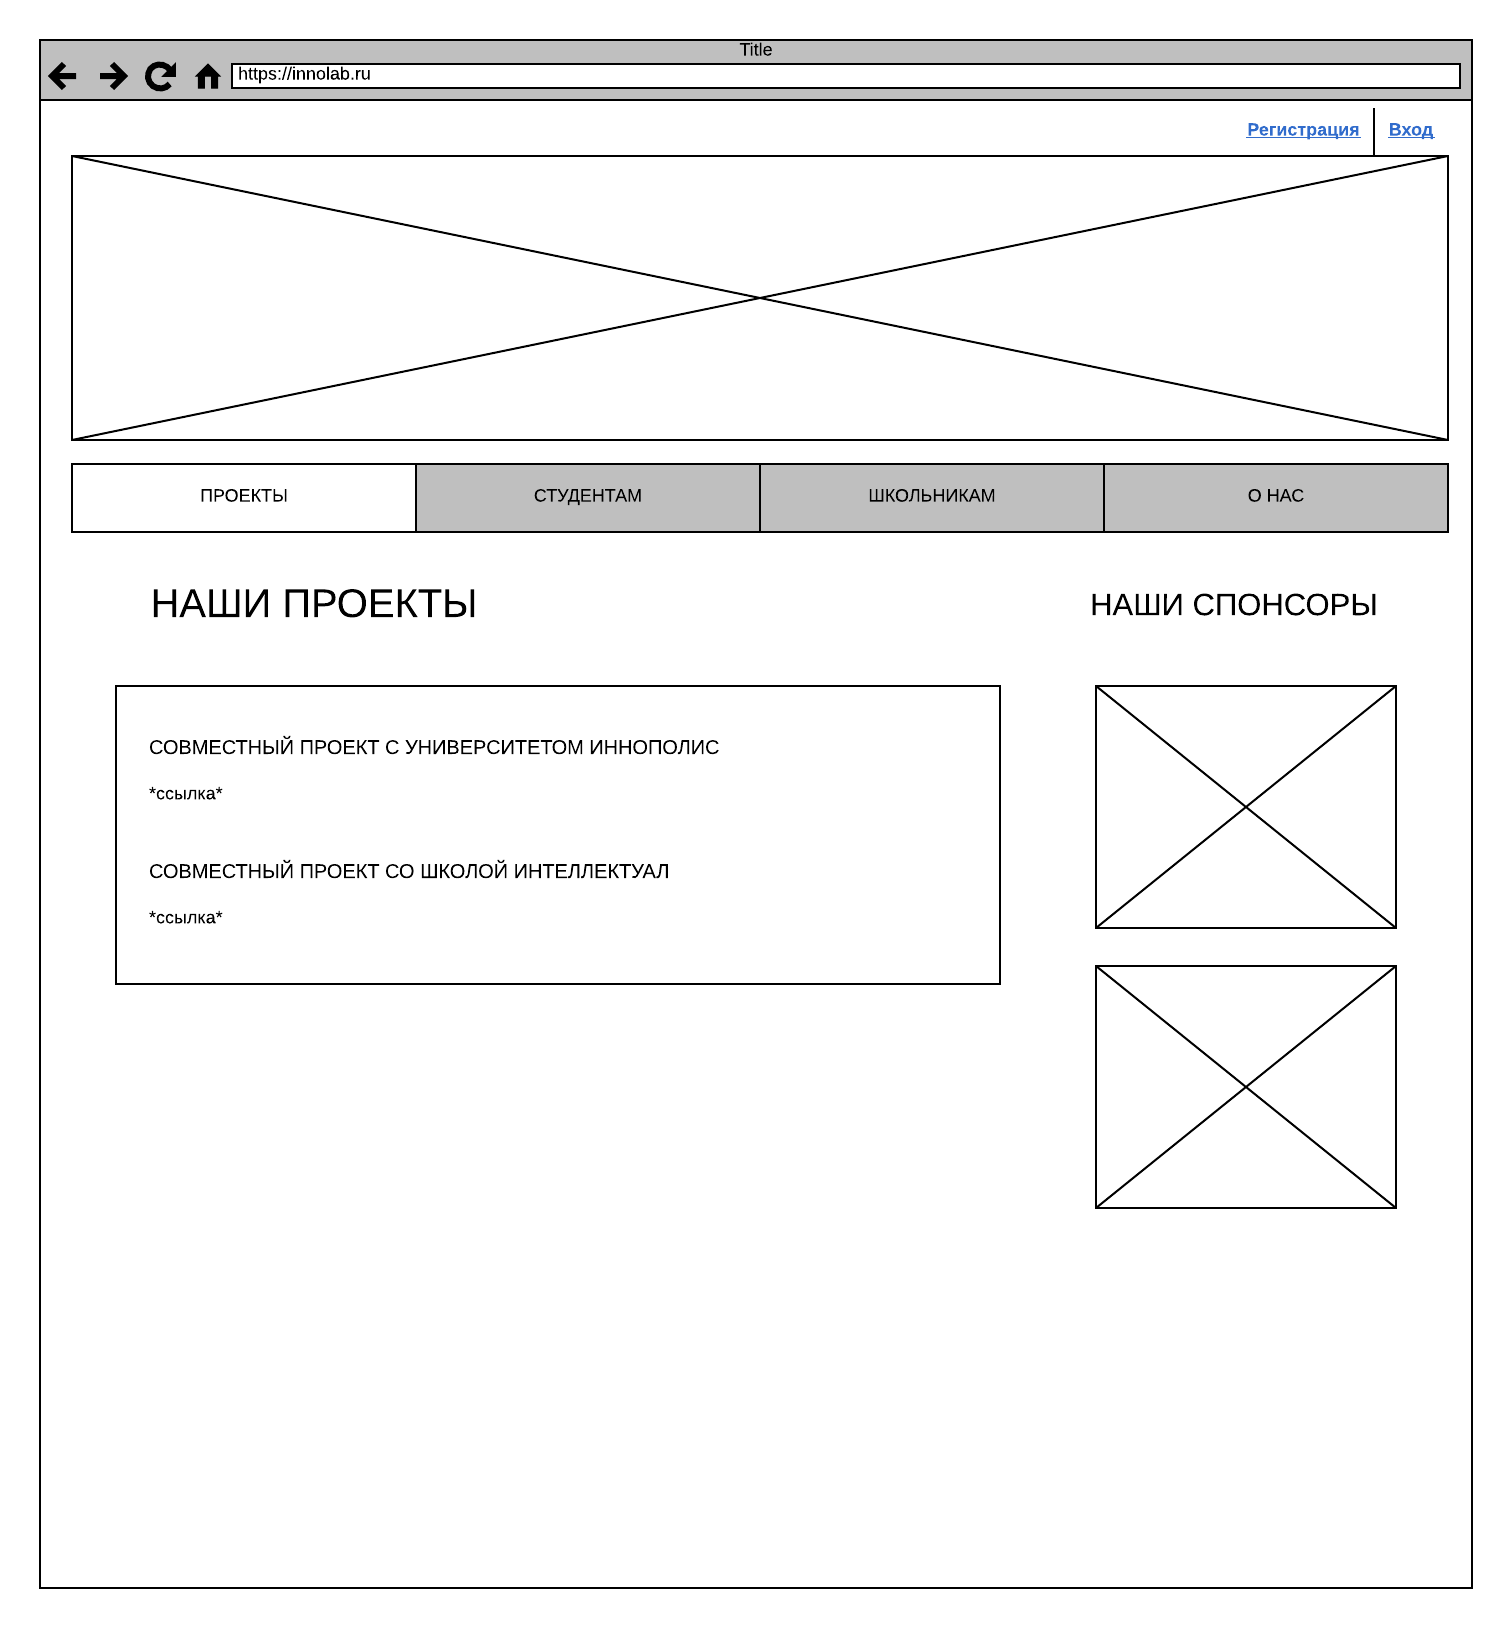 Title
https://innolab.ru
Регистрация
Вход
ПРОЕКТЫ
СТУДЕНТАМ
ШКОЛЬНИКАМ
О НАС
НАШИ ПРОЕКТЫ
НАШИ СПОНСОРЫ
СОВМЕСТНЫЙ ПРОЕКТ С УНИВЕРСИТЕТОМ ИННОПОЛИС
*ссылка*
СОВМЕСТНЫЙ ПРОЕКТ СО ШКОЛОЙ ИНТЕЛЛЕКТУАЛ
*ссылка*